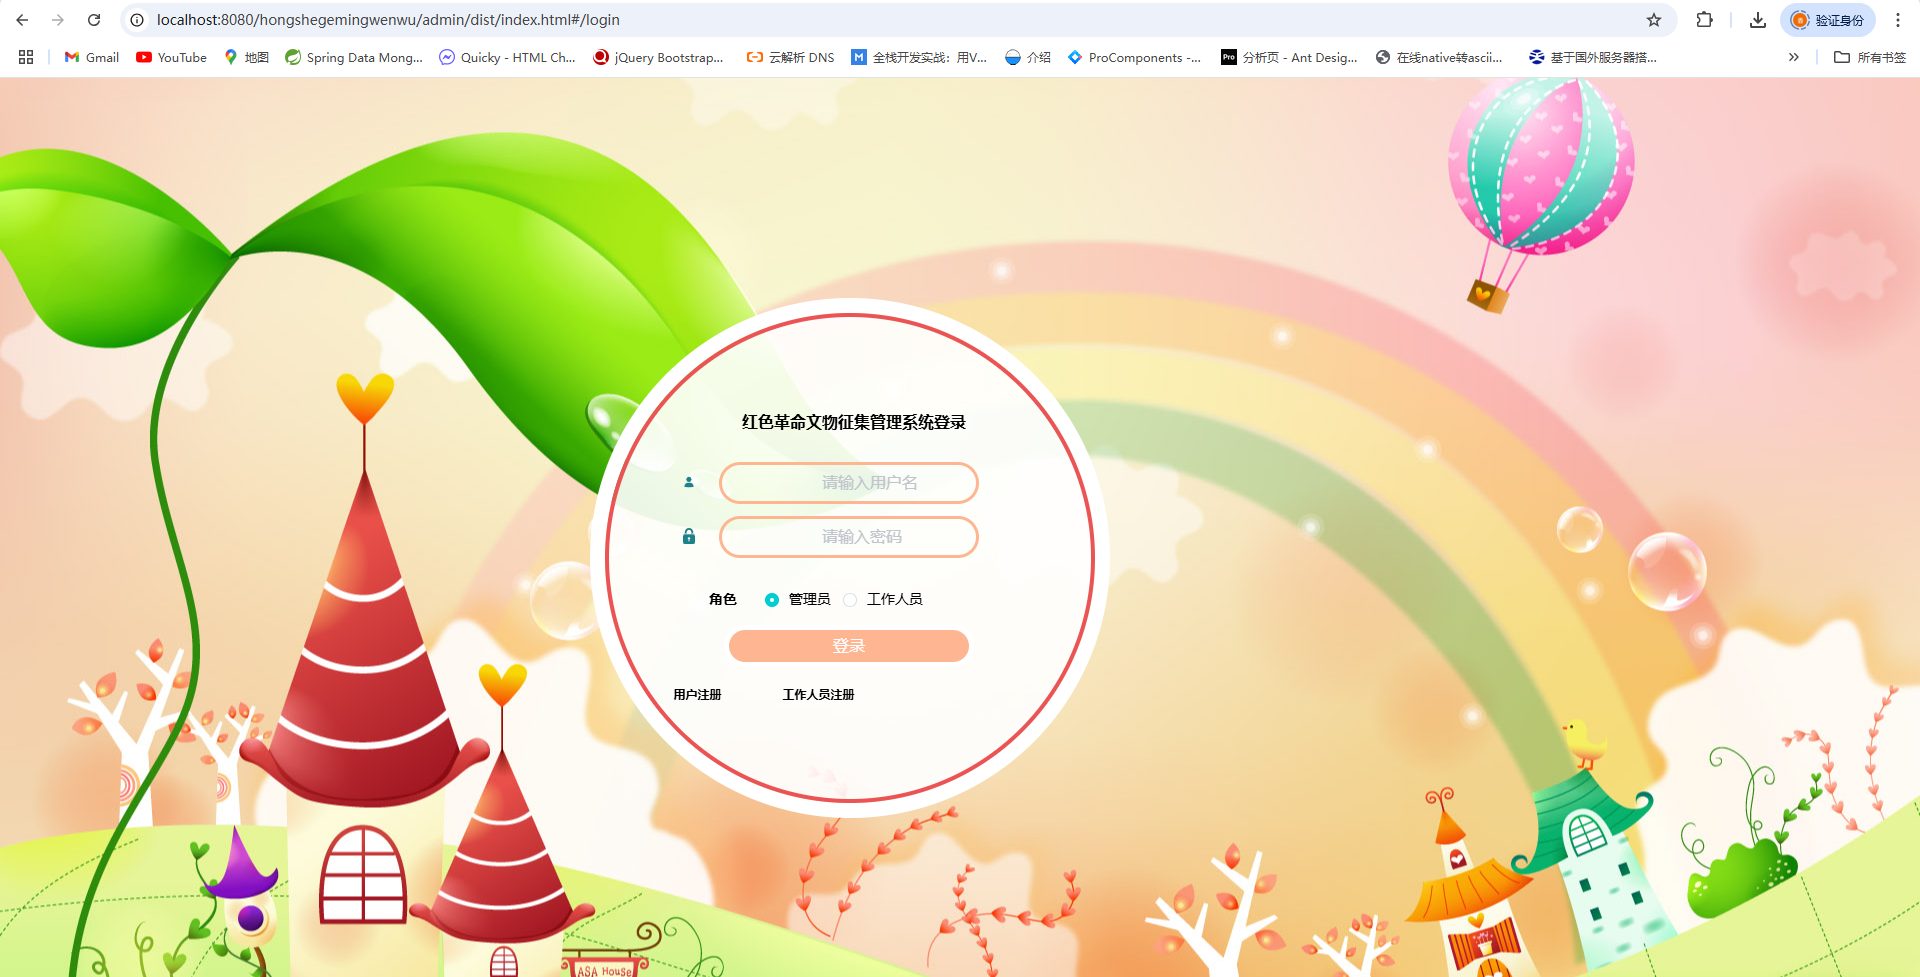 localhost:8080/hongshegemingwenwu/admin/dist/index.html#/login
验证身份
Gmail
YouTube
地图
Spring Data Mong...
Quicky - HTML Ch...
jQuery Bootstrap...
云解析 DNS
M
全栈开发实战：用V...
介绍
ProComponents -...
Pro
分析页 - Ant Desig...
在线native转ascii...
基于国外服务器搭...
所有书签
红色革命文物征集管理系统登录
请输入用户名
请输入密码
角色
管理员
工作人员
登录
用户注册
工作人员注册
ASA HouSe